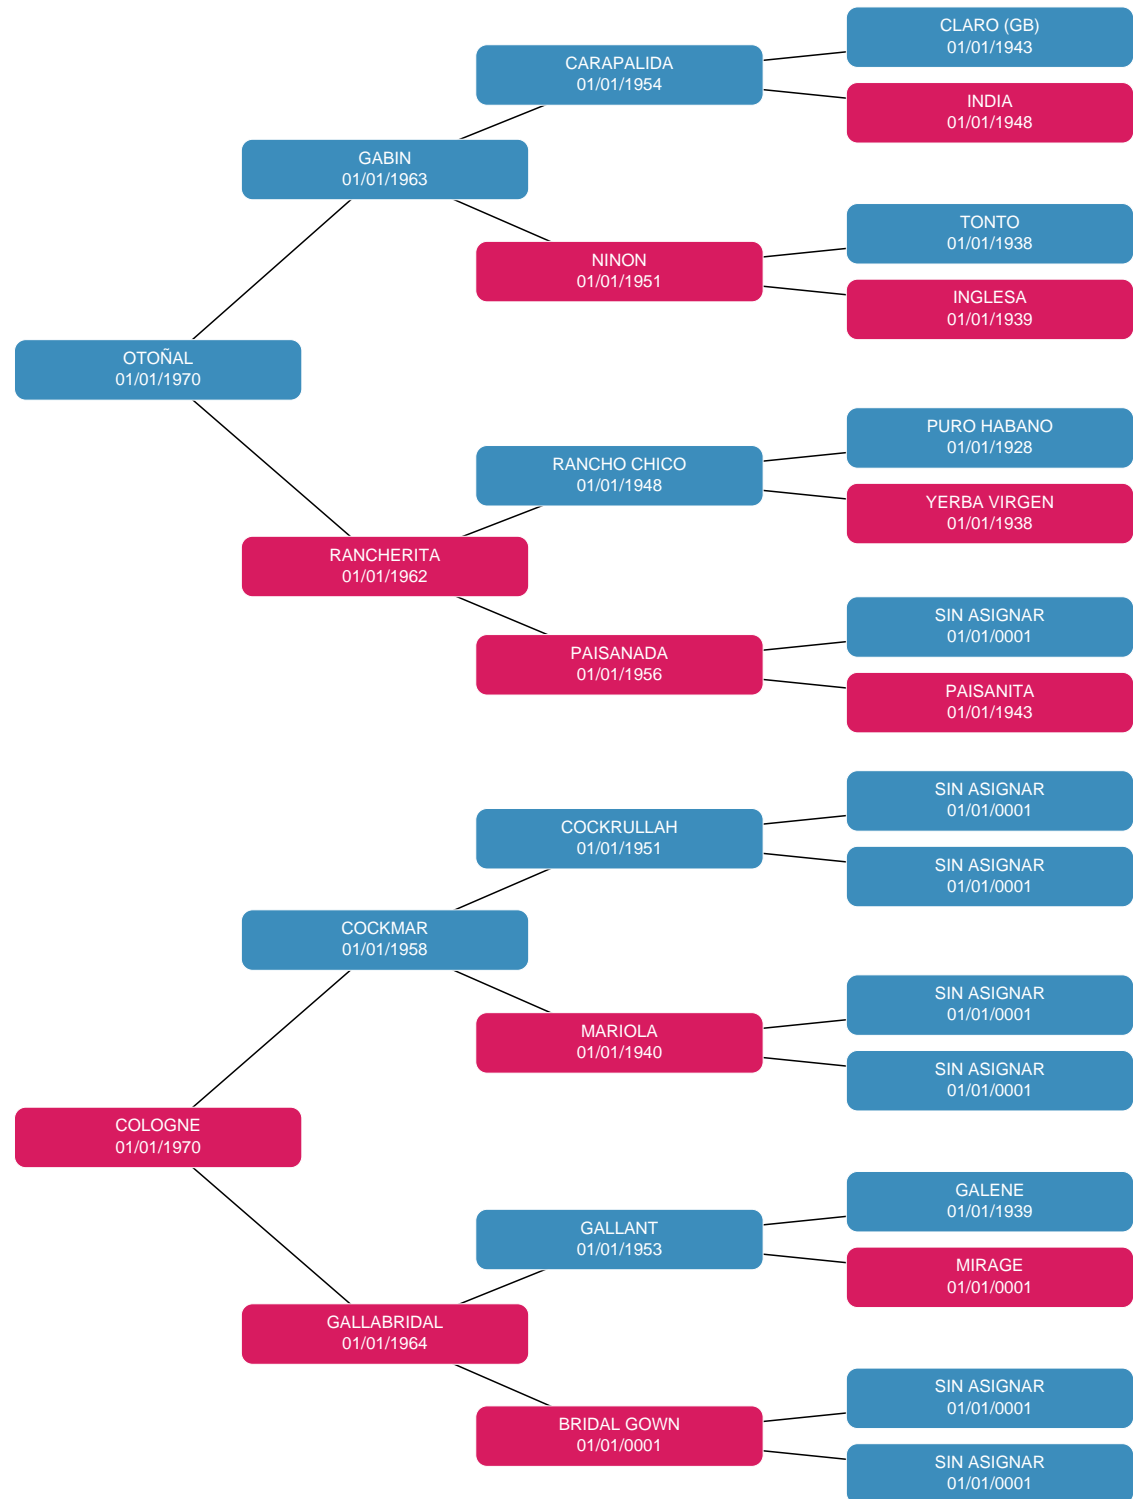 CLARO (GB)
01/01/1943
CARAPALIDA
01/01/1954
INDIA
01/01/1948
GABIN
01/01/1963
TONTO
01/01/1938
NINON
01/01/1951
INGLESA
01/01/1939
OTOÑAL
01/01/1970
PURO HABANO
01/01/1928
RANCHO CHICO
01/01/1948
YERBA VIRGEN
01/01/1938
RANCHERITA
01/01/1962
SIN ASIGNAR
01/01/0001
PAISANADA
01/01/1956
PAISANITA
01/01/1943
SIN ASIGNAR
01/01/0001
COCKRULLAH
01/01/1951
SIN ASIGNAR
01/01/0001
COCKMAR
01/01/1958
SIN ASIGNAR
01/01/0001
MARIOLA
01/01/1940
SIN ASIGNAR
01/01/0001
COLOGNE
01/01/1970
GALENE
01/01/1939
GALLANT
01/01/1953
MIRAGE
01/01/0001
GALLABRIDAL
01/01/1964
SIN ASIGNAR
01/01/0001
BRIDAL GOWN
01/01/0001
SIN ASIGNAR
01/01/0001